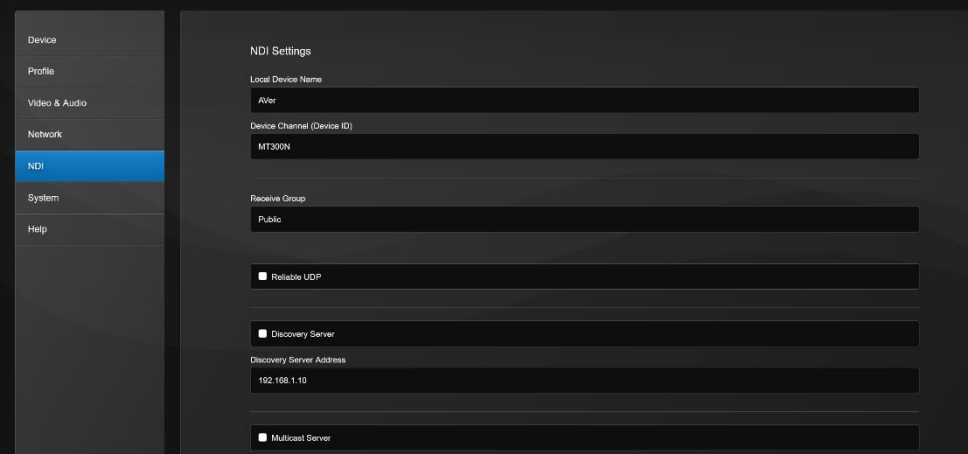 Device
Profile
Video & Audio
Network
NDI
System
Help
NDI Settings
Local Device Name
AVer
Device Channel (Device ID)
MT300N
Receive Group
Public
Reliable UDP
Discovery Server
Discovery Server Address
192.168.1.10
Multicast Server